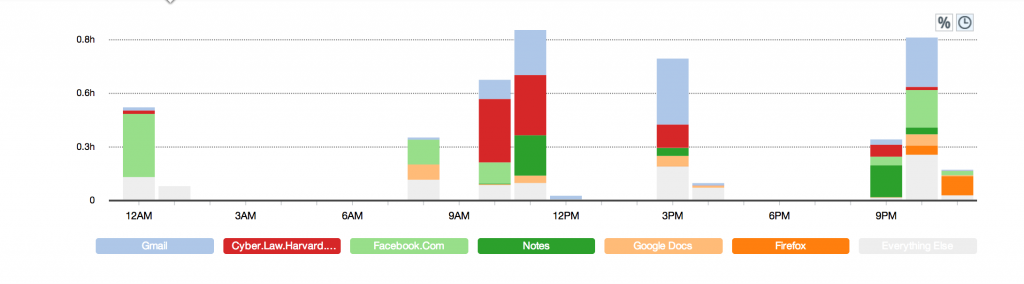 %
0.8h
0.6h
0.3h
0
12AM 3AM 6AM 9AM 12PM 3PM 6PM 9PM
Gmail Cyber.Law.Harvard.... Facebook.Com Notes Google Docs Firefox Everything Else